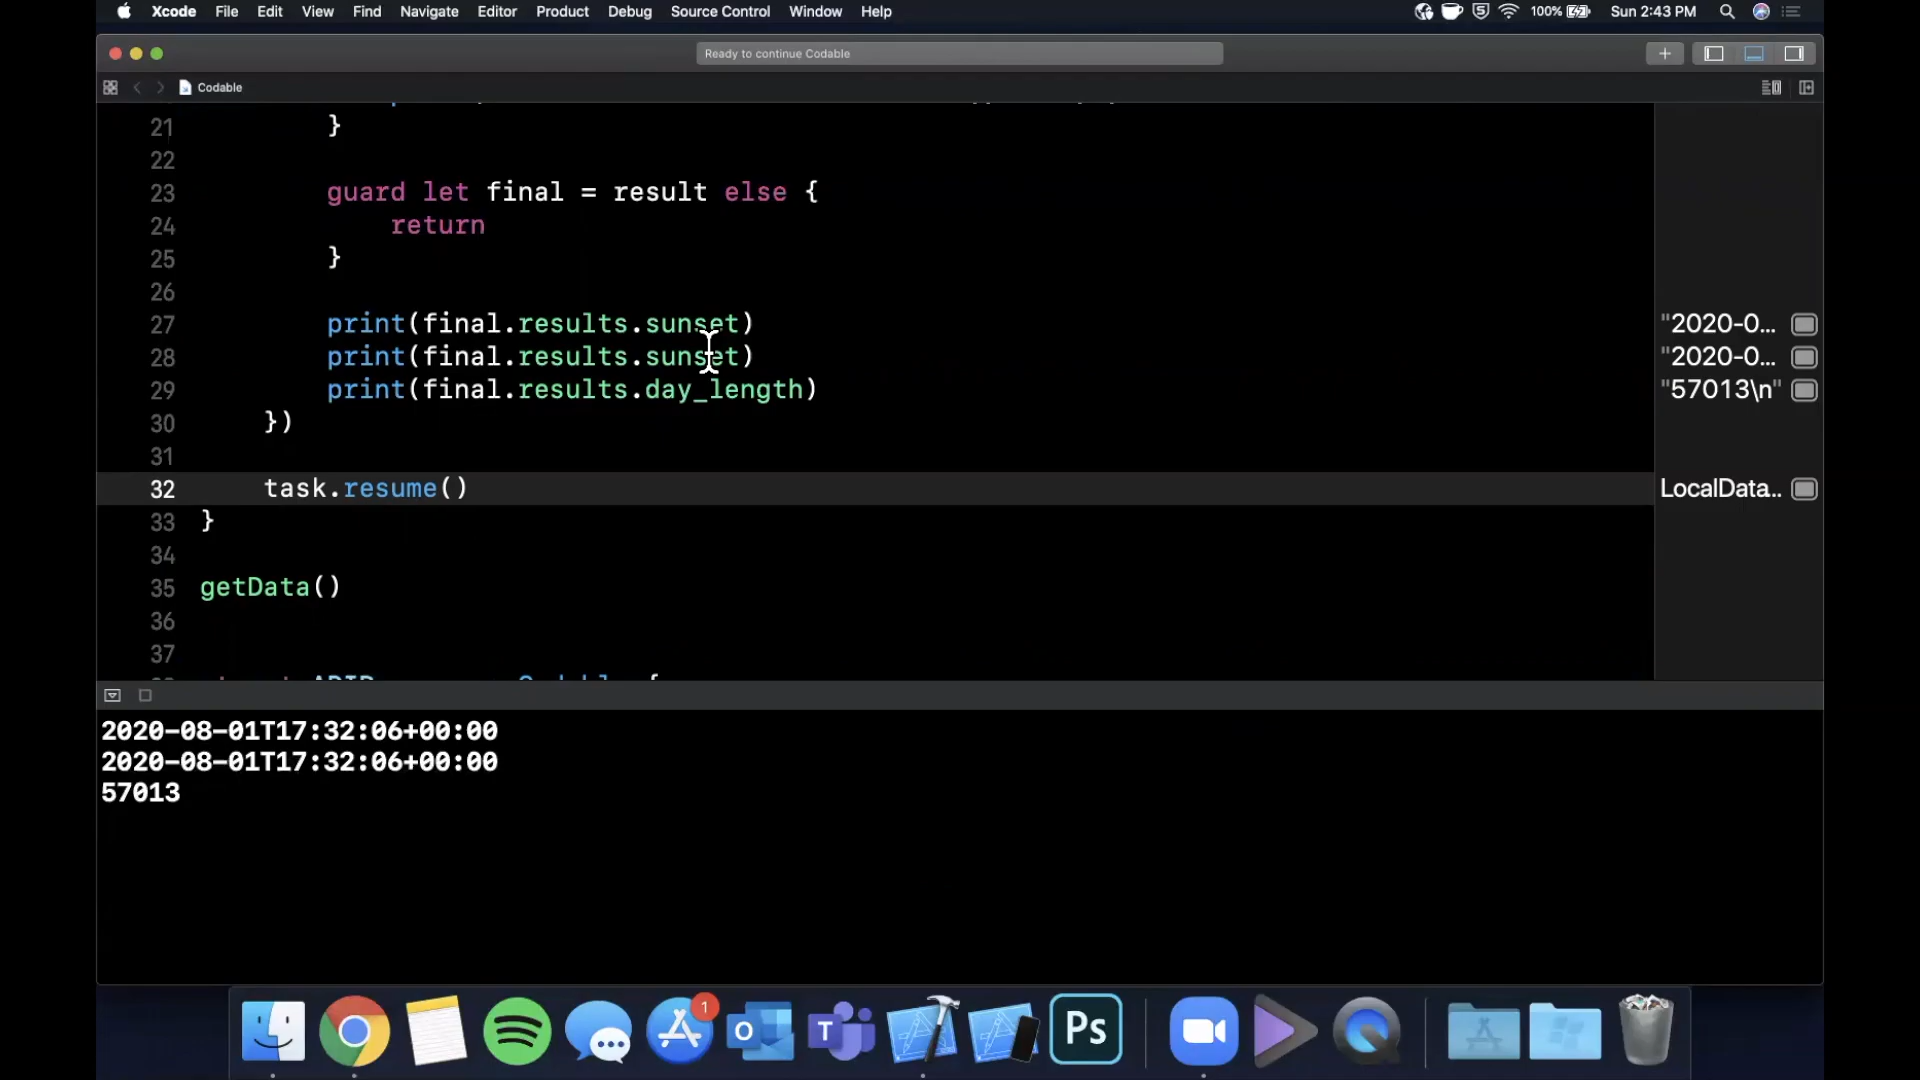 Xcode File Edit View Find Navigate Editor Product Debug Source Control Window Help 100% Sun 2:43 PM
Ready to continue Codable
Codable
21 }
22
23 guard let final = result else {
24 return
25 }
26
27 print(final.results.sunset) "2020-0...
28 print(final.results.sunset) "2020-0...
29 print(final.results.day_length) "57013\n"
30 })
31
32 task.resume() LocalData...
33 }
34
35 getData()
36
37
2020-08-01T17:32:06+00:00
2020-08-01T17:32:06+00:00
57013
1
O
T
Ps